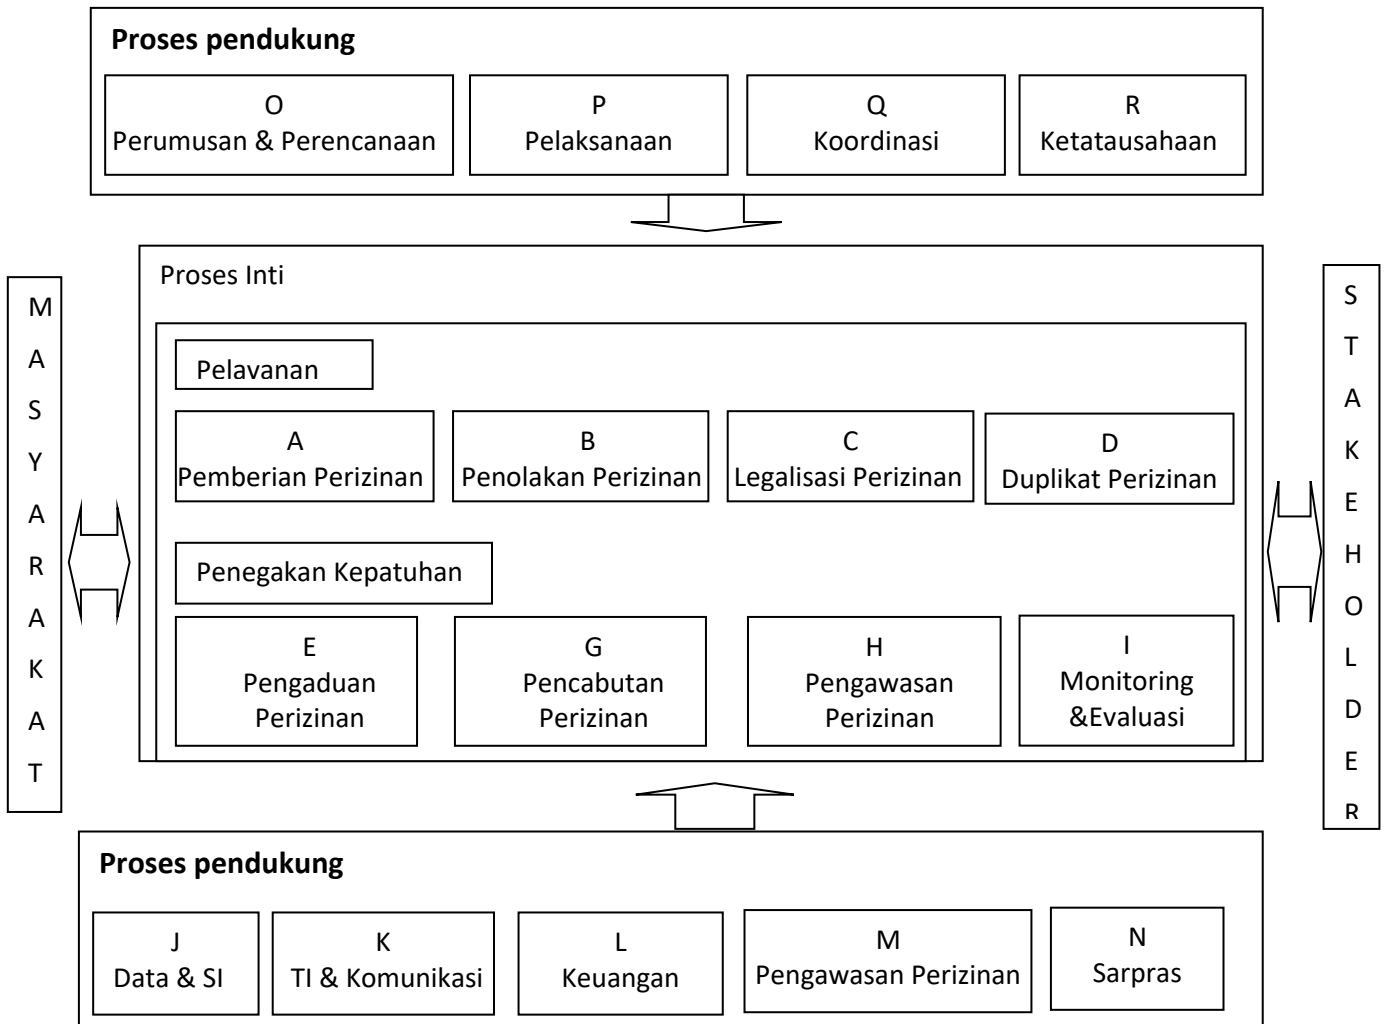 Proses pendukung
O
Perumusan & Perencanaan
P
Pelaksanaan
Q
Koordinasi
R
Ketatausahaan
Proses Inti
M
A
S
Y
A
R
A
K
A
T
Pelavanan
A
Pemberian Perizinan
B
Penolakan Perizinan
C
Legalisasi Perizinan
D
Duplikat Perizinan
Penegakan Kepatuhan
E
Pengaduan
Perizinan
G
Pencabutan
Perizinan
H
Pengawasan
Perizinan
I
Monitoring
&Evaluasi
S
T
A
K
E
H
O
L
D
E
R
Proses pendukung
J
Data & SI
K
TI & Komunikasi
L
Keuangan
M
Pengawasan Perizinan
N
Sarpras